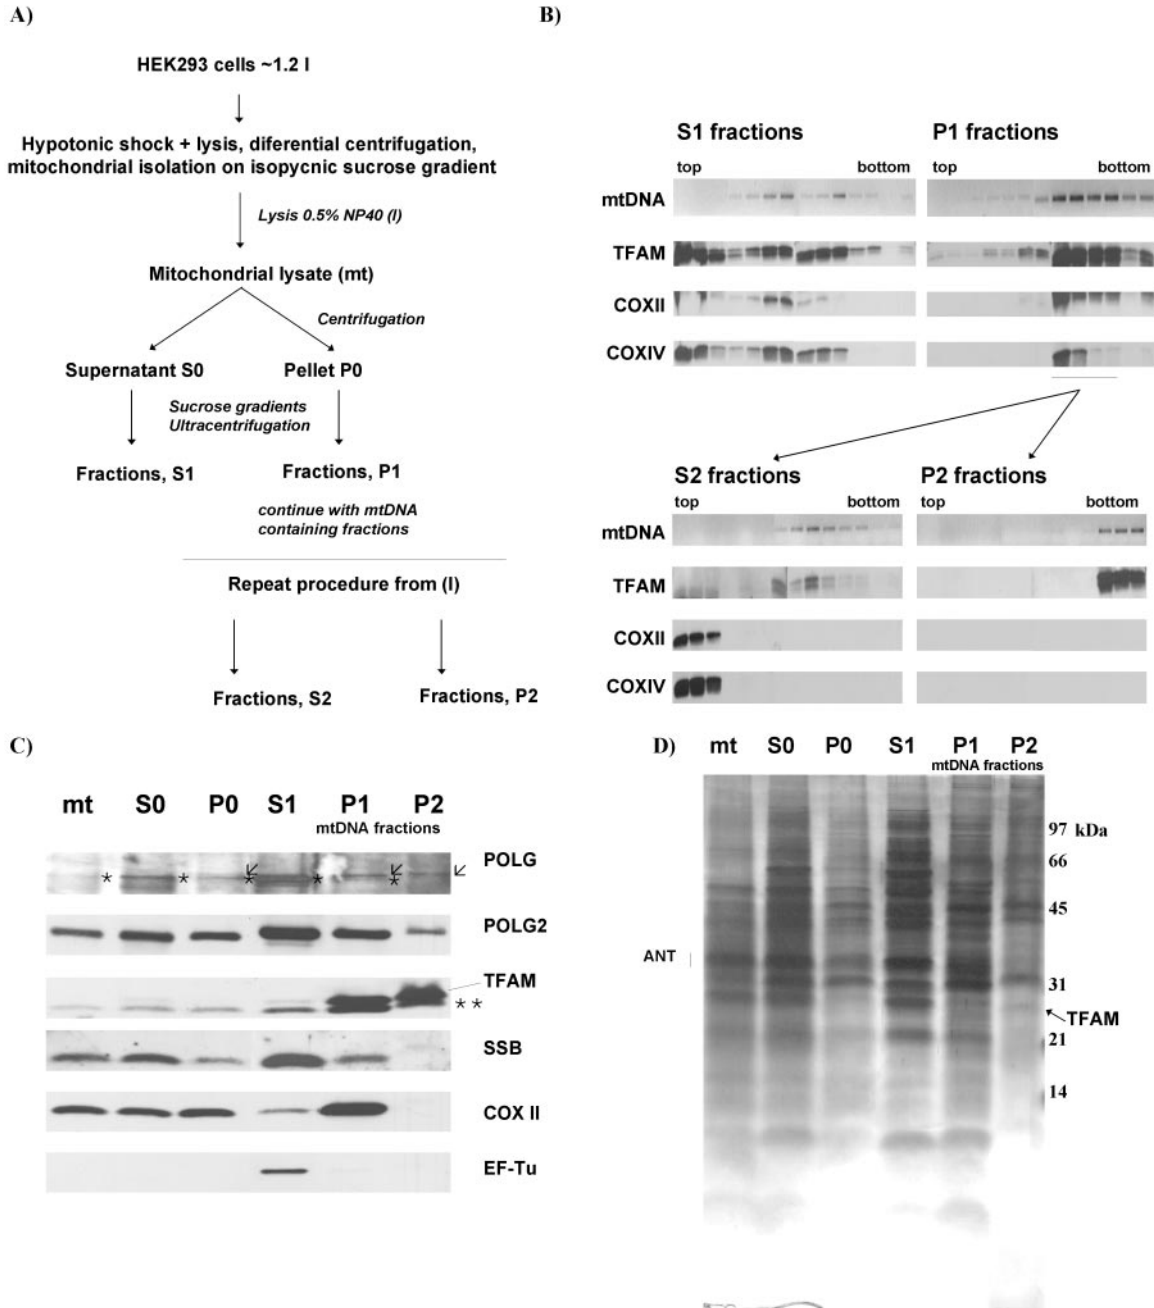 A)
HEK293 cells ~1.2 l
Hypotonic shock + lysis, diferential centrifugation,
mitochondrial isolation on isopycnic sucrose gradient
Lysis 0.5% NP40 (I)
Mitochondrial lysate (mt)
Centrifugation
Supernatant S0 Pellet P0
Sucrose gradients
Ultracentrifugation
Fractions, S1 Fractions, P1
continue with mtDNA
containing fractions
Repeat procedure from (I)
Fractions, S2 Fractions, P2
B)
S1 fractions P1 fractions
top bottom top bottom
mtDNA
TFAM
COXII
COXIV
S2 fractions P2 fractions
top bottom top bottom
mtDNA
TFAM
COXII
COXIV
C)
mt S0 P0 S1 P1 P2
mtDNA fractions
POLG
* * * * *
POLG2
TFAM
* *
SSB
COX II
EF-Tu
D)
mt S0 P0 S1 P1 P2
mtDNA fractions
97 kDa
66
45
ANT
31
TFAM
21
14